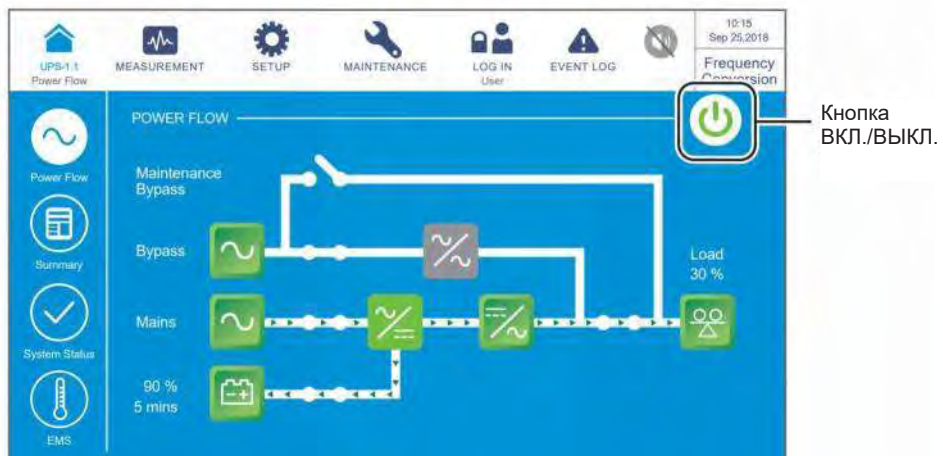 UPS-1.1
Power Flow
MEASUREMENT
SETUP
MAINTENANCE
LOG IN
User
EVENT LOG
10:15
Sep 25,2018
Frequency
Conversion
Кнопка
ВКЛ./ВЫКЛ.
POWER FLOW
Power Flow
Maintenance
Bypass
Summary
Bypass
Load
30 %
Mains
System Status
90 %
5 mins
EMS